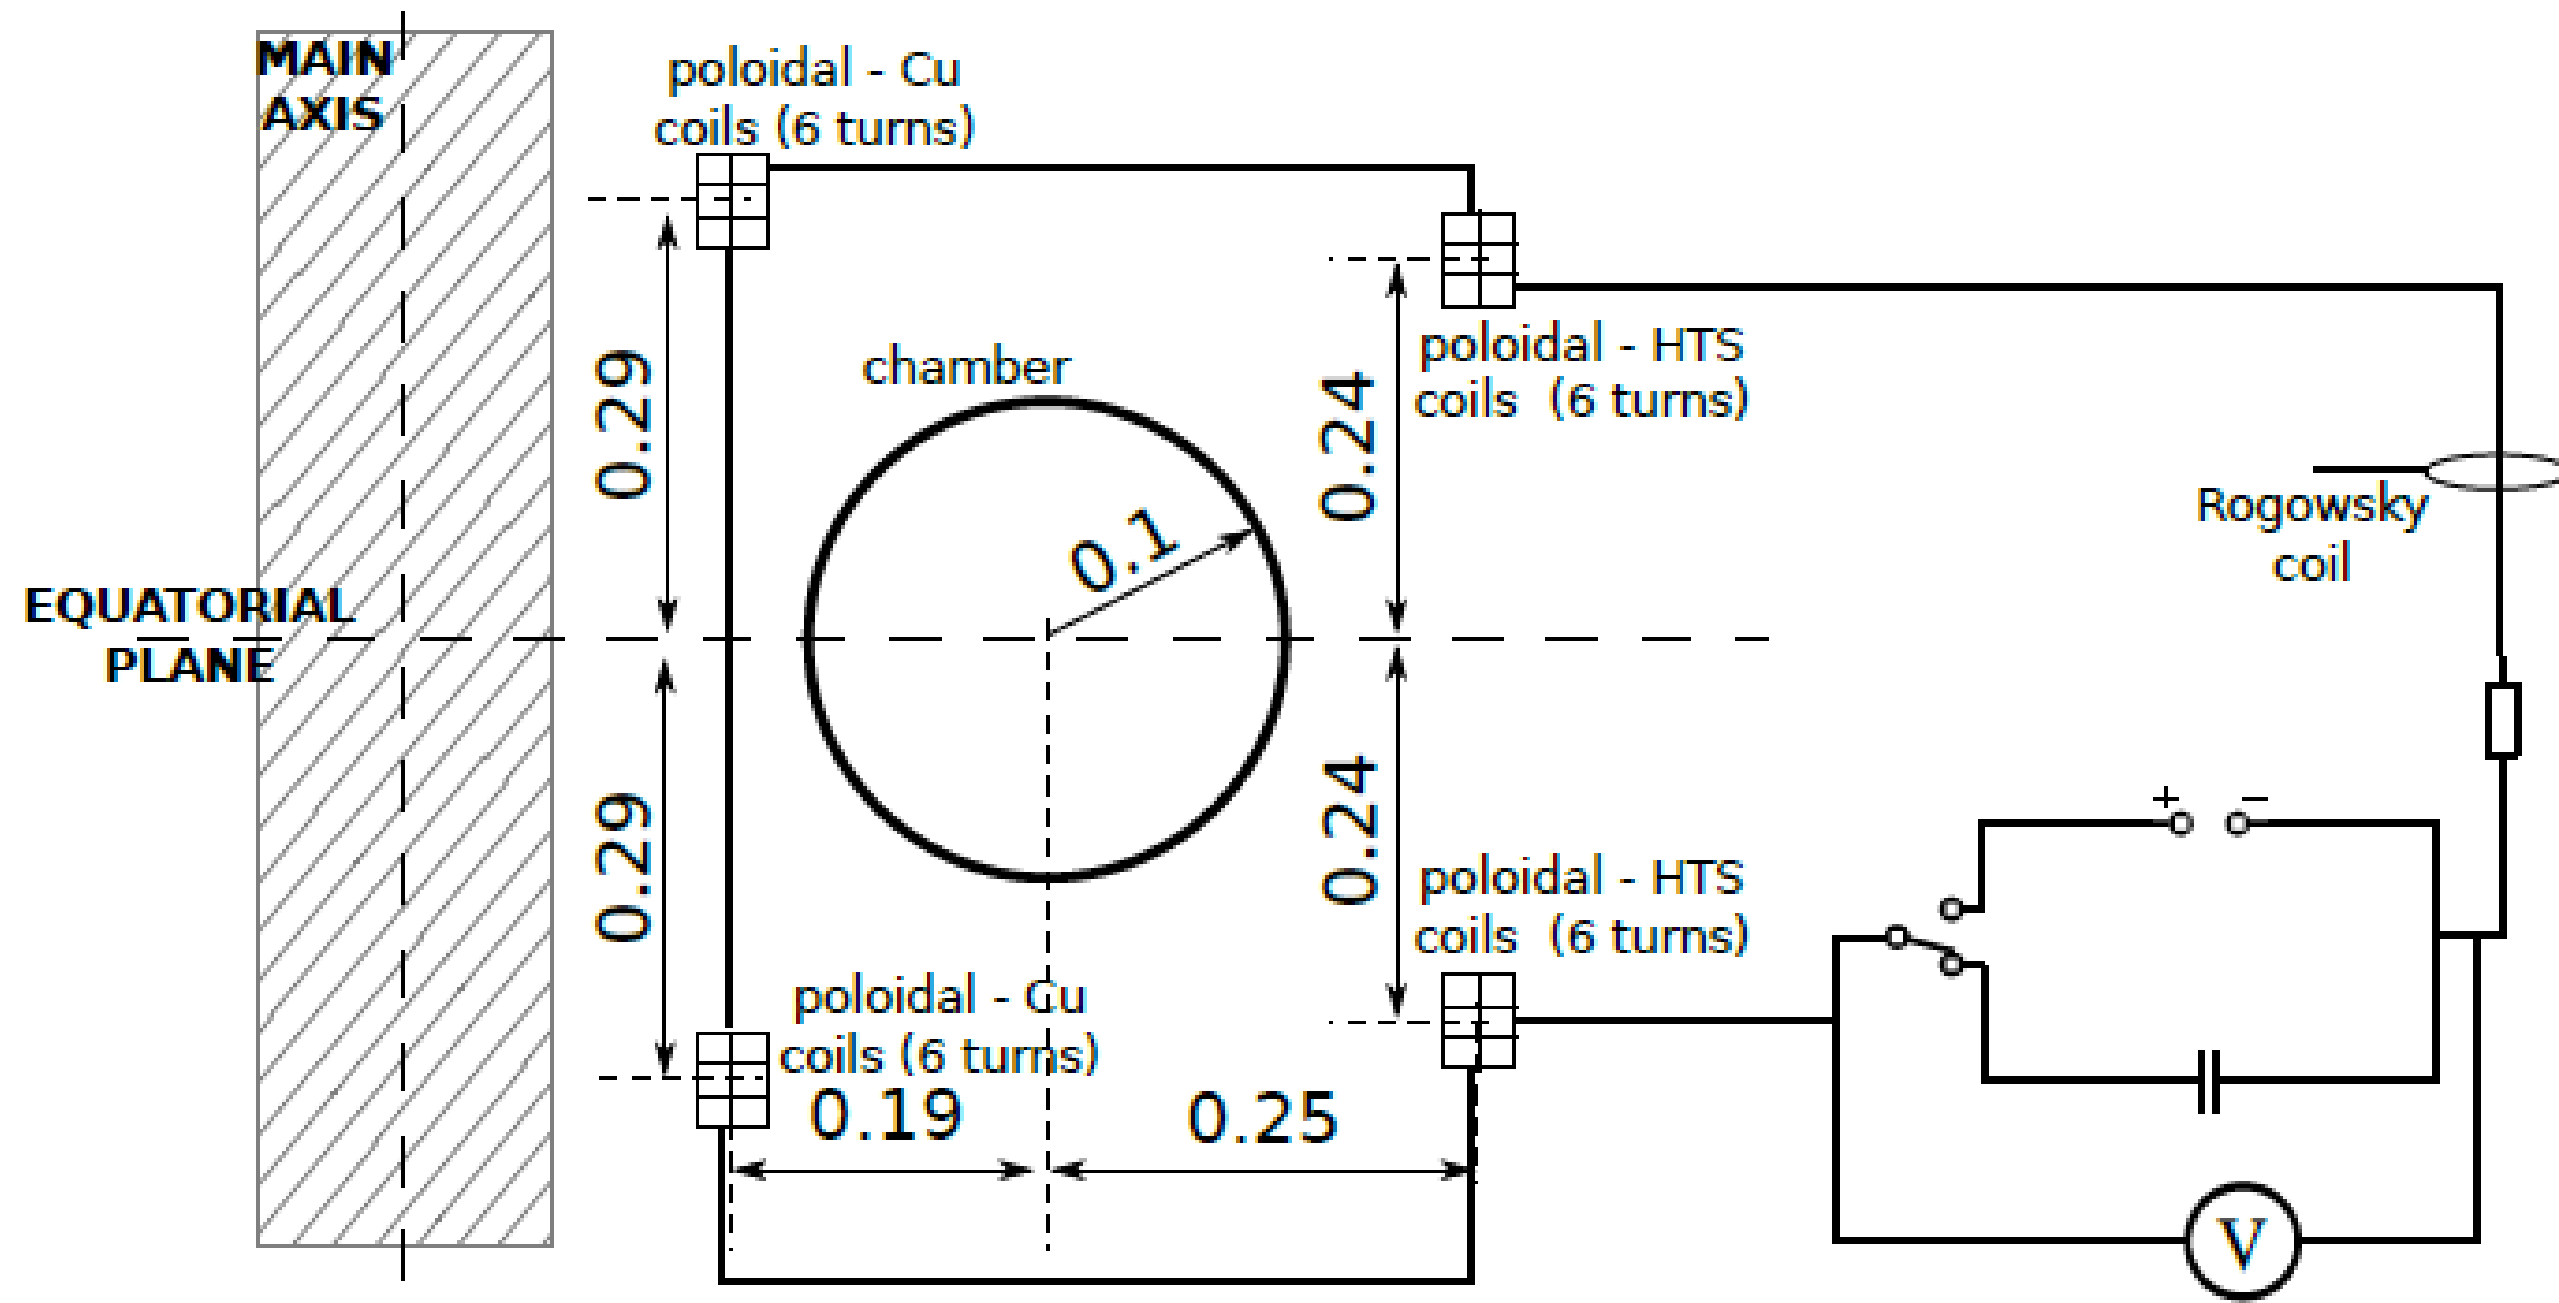 MAIN
AXIS
poloidal - Cu
coils (6 turns)
0.29
0.24
poloidal - HTS
coils (6 turns)
chamber
0.1
Rogowsky
coil
EQUATORIAL
PLANE
0.29
0.24
+ −
poloidal - HTS
coils (6 turns)
poloidal - Cu
coils (6 turns)
0.19
0.25
V